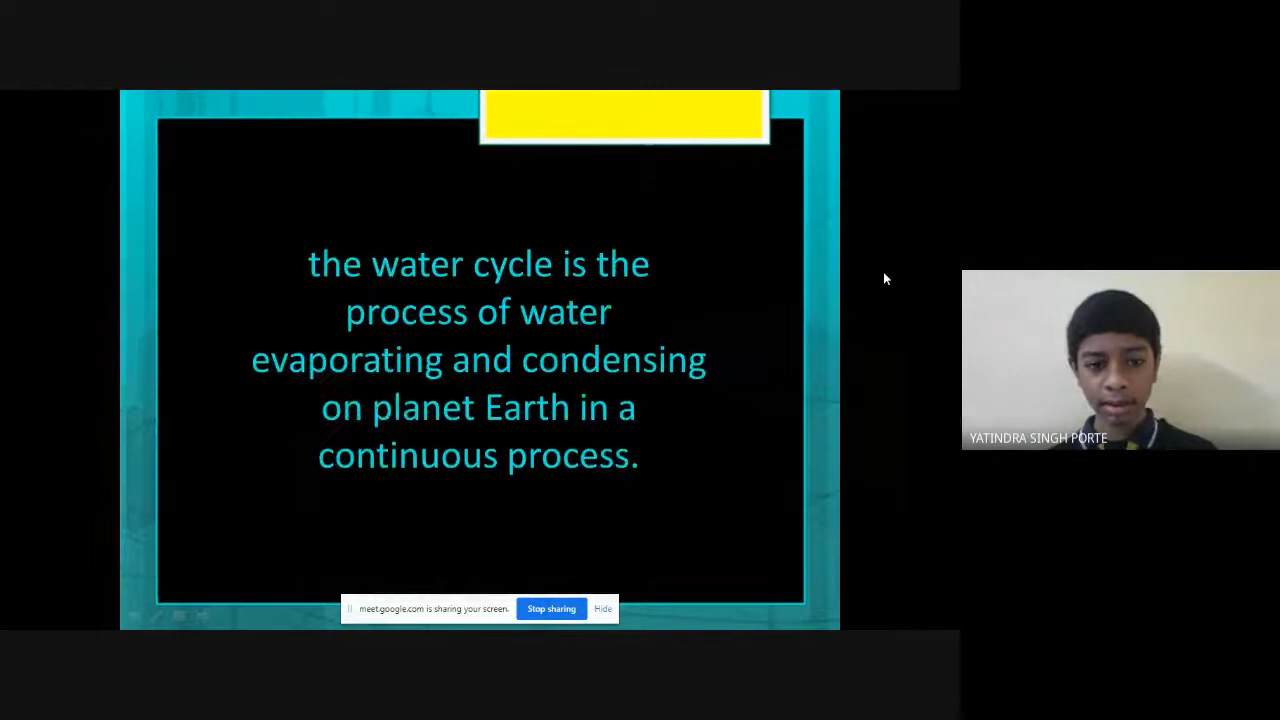 the water cycle is the
process of water
evaporating and condensing
on planet Earth in a
continuous process.
YATINDRA SINGH PORTE
meet.google.com is sharing your screen. Stop sharing Hide